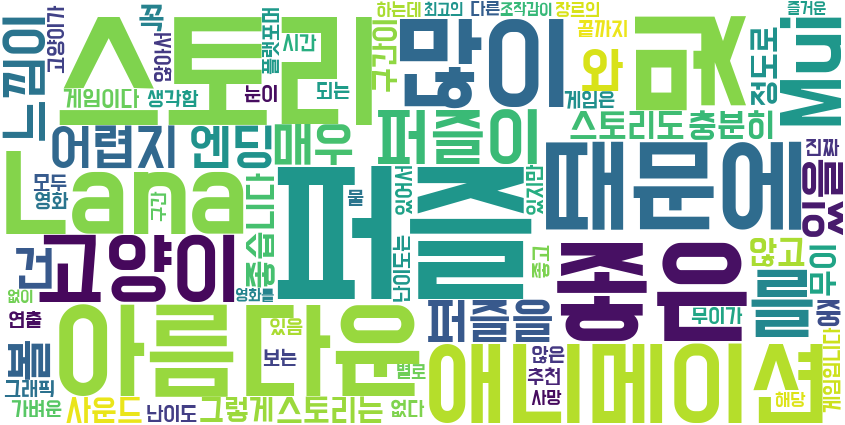 하는데 최고의 다른 조작감이 장르의 즐거운
느낌이 고양이가 꼭 스토리 플랫포머 시간 구간이 많이 끝까지 와 정도로 Mui
게임이다 생각함 눈이 되는 게임은
어렵지 엔딩 매우 퍼즐이 스토리도 충분히
모두 Lana 구간 좋습니다 퍼즐 물 있어서 있지만 때문에 진짜 있을
영화
건 고양이 난이도는 좋고 좋은 않고 를 무이
없이 영화를
연출 아름다운 있음 퍼즐을 무이가 중
볼 보는 별로 애니메이션 않은
그래픽 추천 게임입니다
가벼운 사운드 난이도 그렇게 스토리는 없다 사망 해당